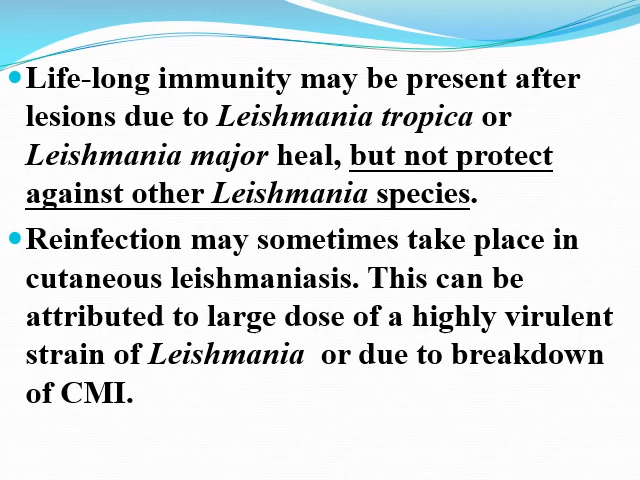 Life-long immunity may be present after
lesions due to Leishmania tropica or
Leishmania major heal, but not protect
against other Leishmania species.
Reinfection may sometimes take place in
cutaneous leishmaniasis. This can be
attributed to large dose of a highly virulent
strain of Leishmania or due to breakdown
of CMI.